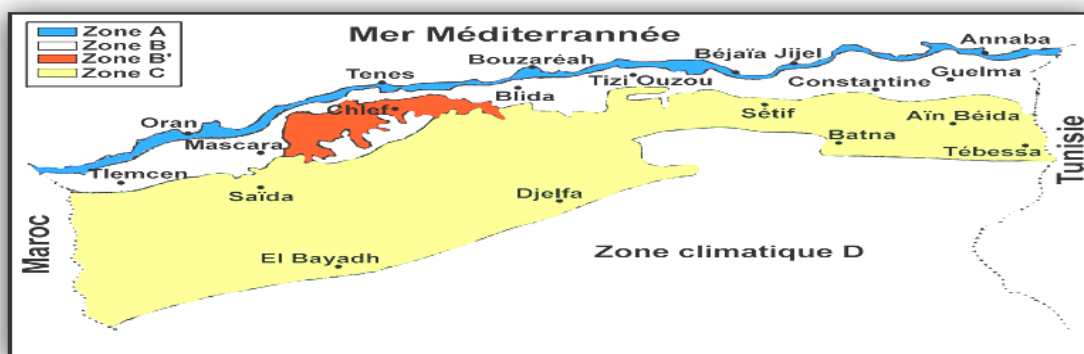 Zone A
Zone B
Zone B'
Zone C
Mer Méditerrannée
Annaba
Bouzaréah
Béjaïa Jijel
Tenes
Tizi Ouzou
Constantine
Guelma
Blida
Chlef
Oran
Sétif
Aïn Béida
Mascara
Batna
Tébessa
Tunisie
Tlemcen
Saïda
Djelfa
Maroc
El Bayadh
Zone climatique D